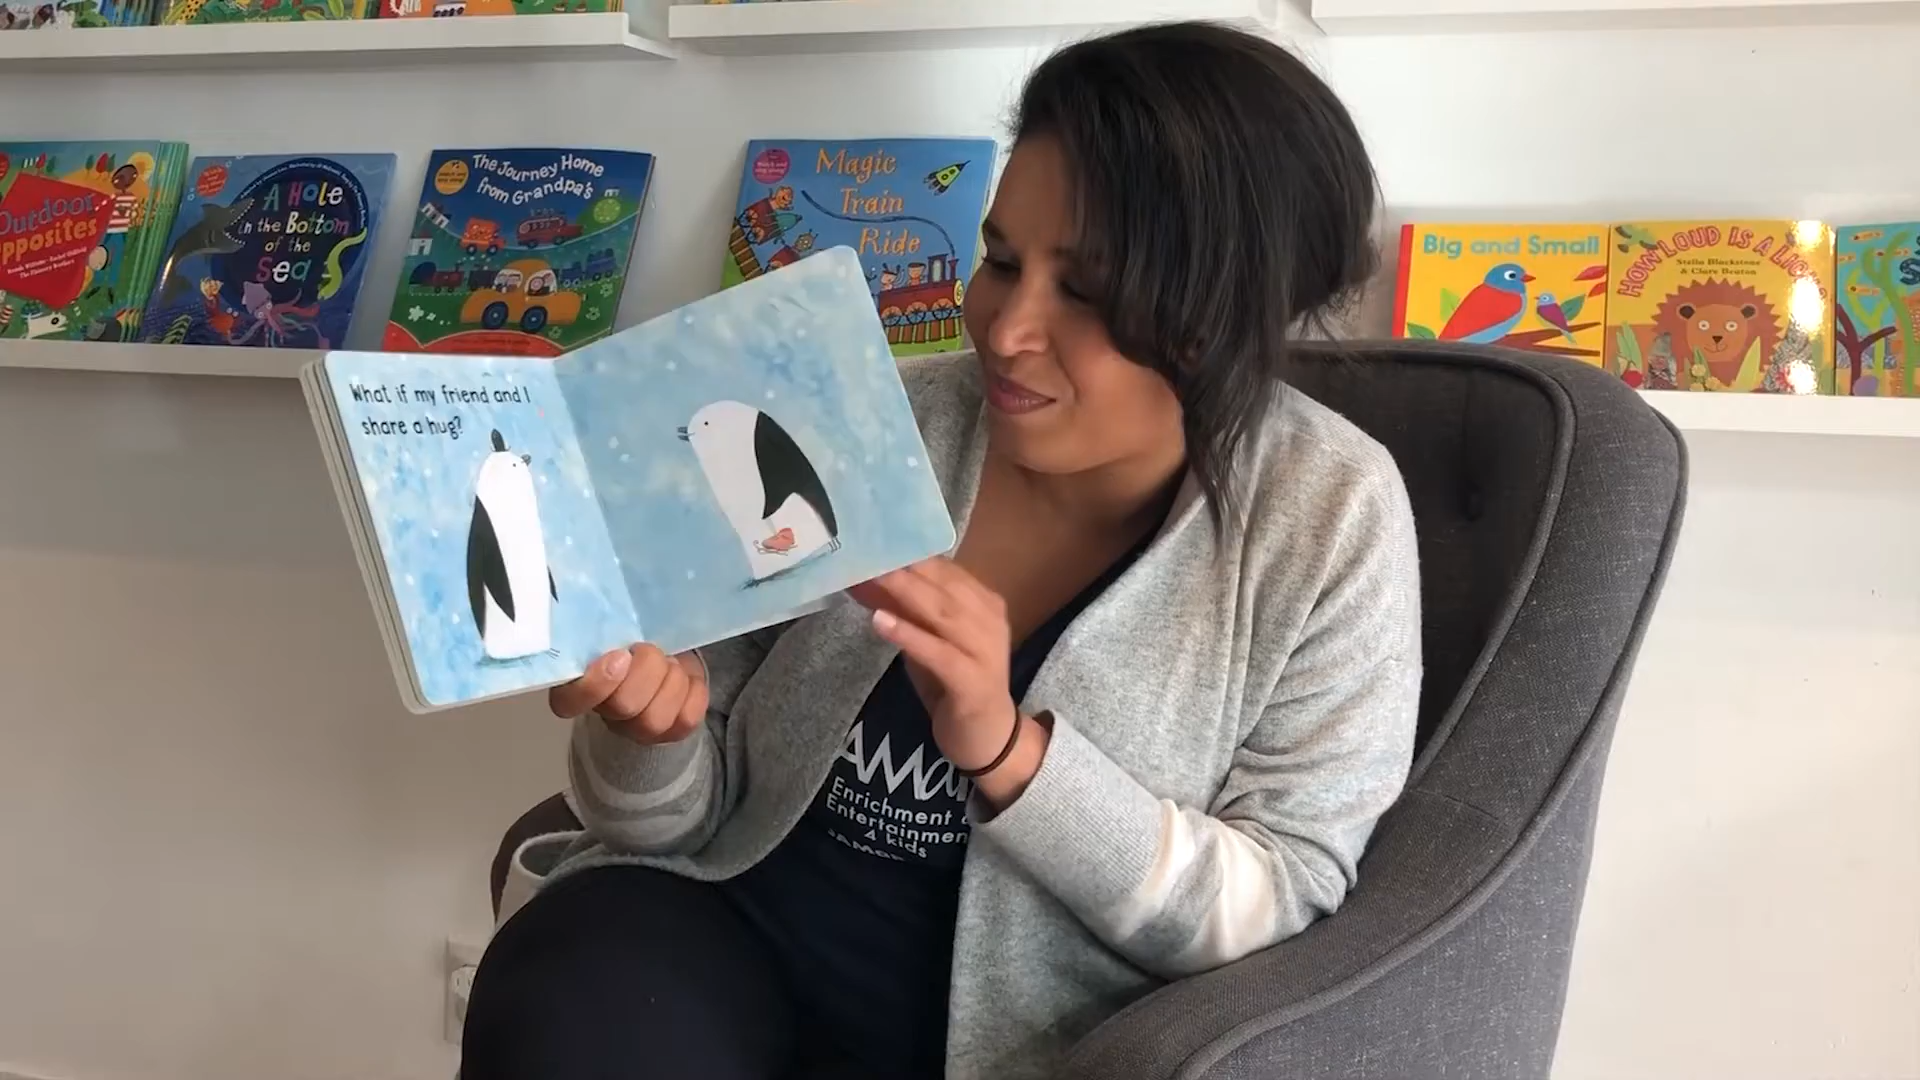 Outdoor
Opposites
A Hole
in the Bottom
of the
Sea
The Journey Home
from Grandpa's
Magic
Train
Ride
Big and Small
HOW LOUD IS A LION
Stella Blackstone
& Clare Beaton
What if my friend and I
share a hug?
AMa
Enrichment &
Entertainment
4 kids